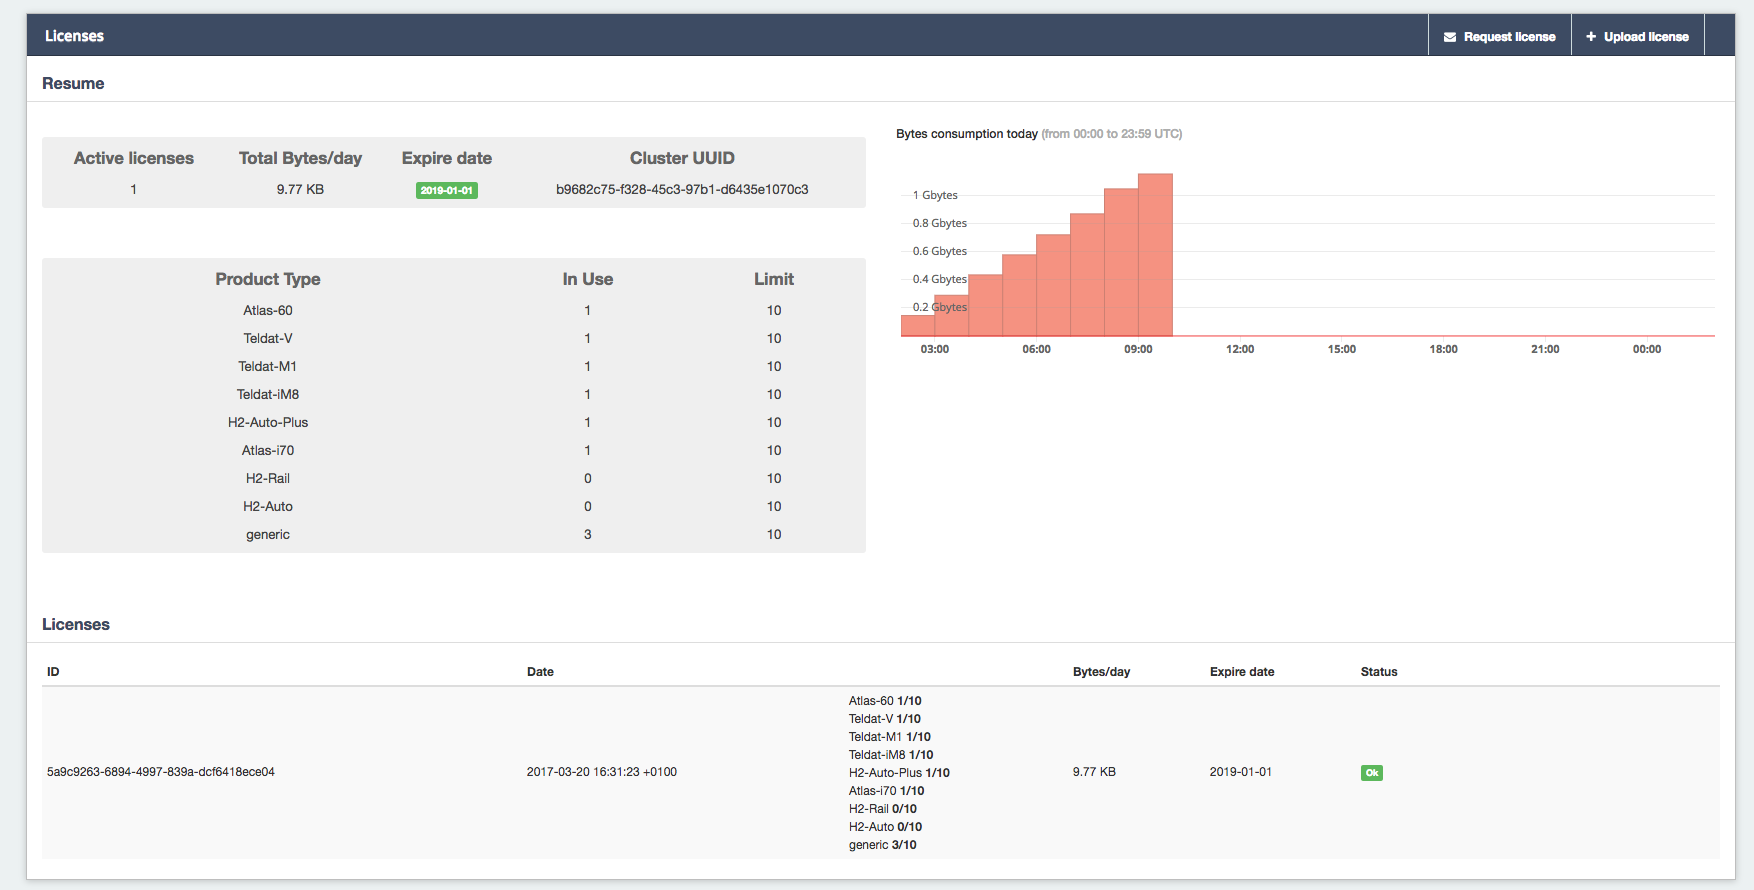 Licenses
Request license
Upload license
Resume
Active licenses Total Bytes/day Expire date Cluster UUID
1 9.77 KB 2019-01-01 b9682c75-f328-45c3-97b1-d6435e1070c3
Product Type In Use Limit
Atlas-60 1 10
Teldat-V 1 10
Teldat-M1 1 10
Teldat-iM8 1 10
H2-Auto-Plus 1 10
Atlas-i70 1 10
H2-Rail 0 10
H2-Auto 0 10
generic 3 10
Bytes consumption today (from 00:00 to 23:59 UTC)
1 Gbytes
0.8 Gbytes
0.6 Gbytes
0.4 Gbytes
0.2 Gbytes
03:00 06:00 09:00 12:00 15:00 18:00 21:00 00:00
Licenses
ID Date Bytes/day Expire date Status
5a9c9263-6894-4997-839a-dcf6418ece04 2017-03-20 16:31:23 +0100
Atlas-60 1/10
Teldat-V 1/10
Teldat-M1 1/10
Teldat-iM8 1/10
H2-Auto-Plus 1/10
Atlas-i70 1/10
H2-Rail 0/10
H2-Auto 0/10
generic 3/10
9.77 KB 2019-01-01 Ok